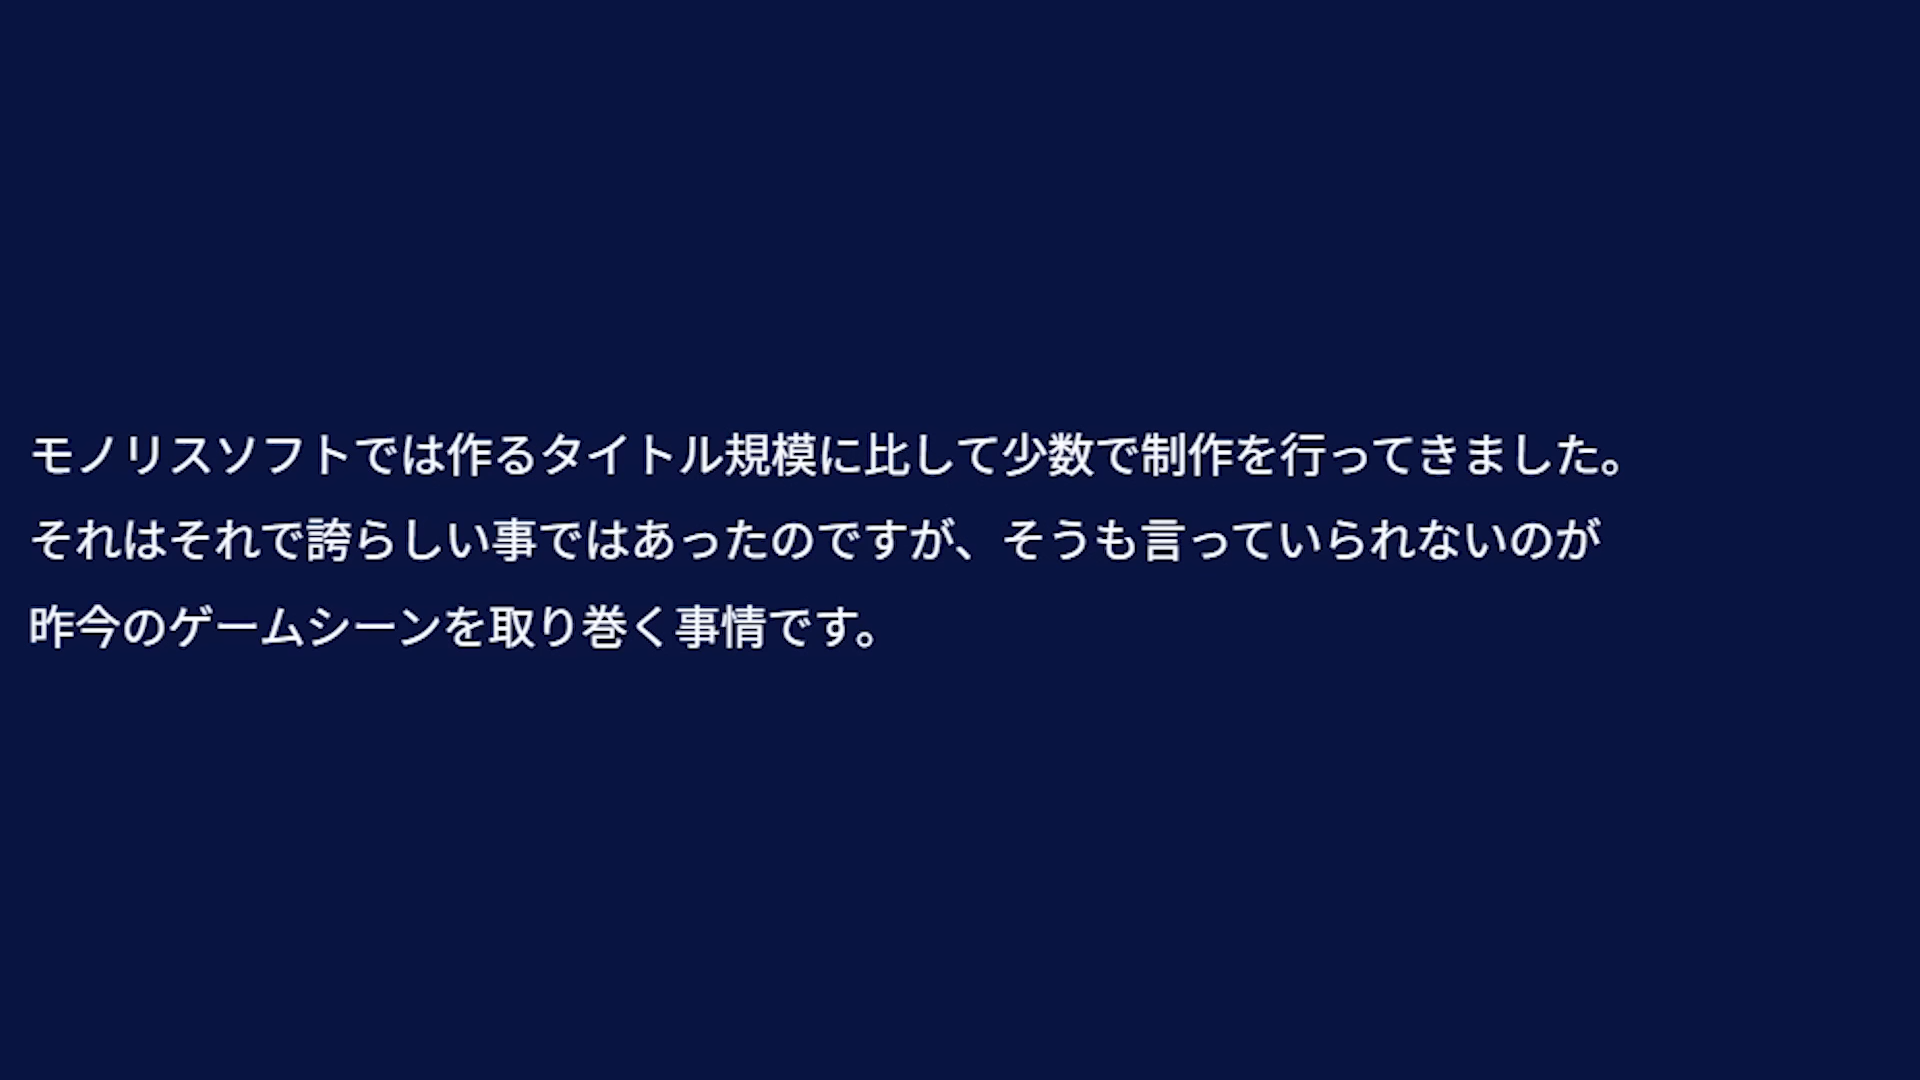 モノリスソフトでは作るタイトル規模に比して少数で制作を行ってきました。
それはそれで誇らしい事ではあったのですが、そうも言っていられないのが
昨今のゲームシーンを取り巻く事情です。